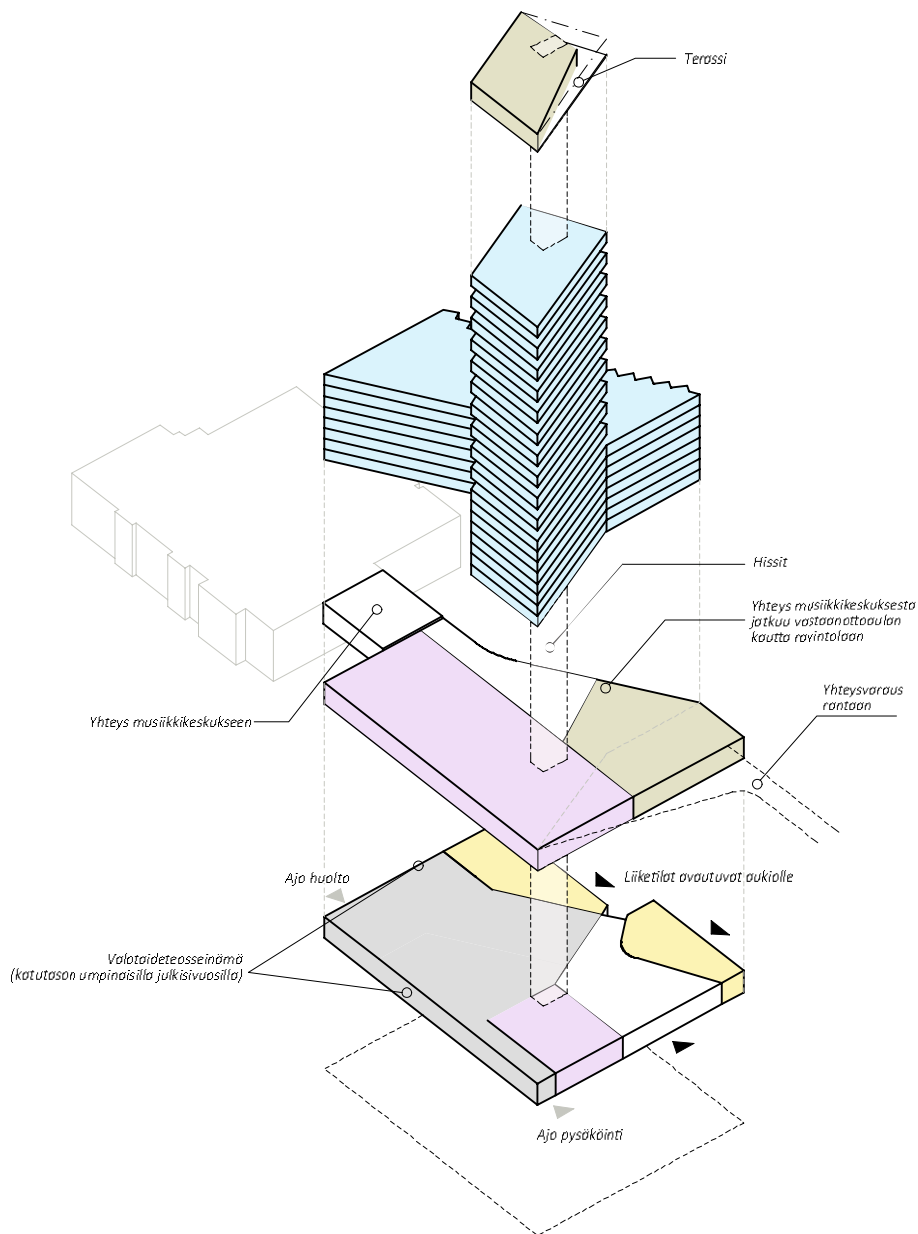 Terassi
Hissit
Yhteys musiikkikeskuksesta
jatkuu vastaanottoaulan
kautta ravintolaan
Yhteysvaraus
rantaan
Yhteys musiikkikeskukseen
Ajo huolto
Liiketilat avautuvat aukiolle
Valotaideteosseinämä
(katutason umpinaisilla julkisivuosilla)
Ajo pysäköinti